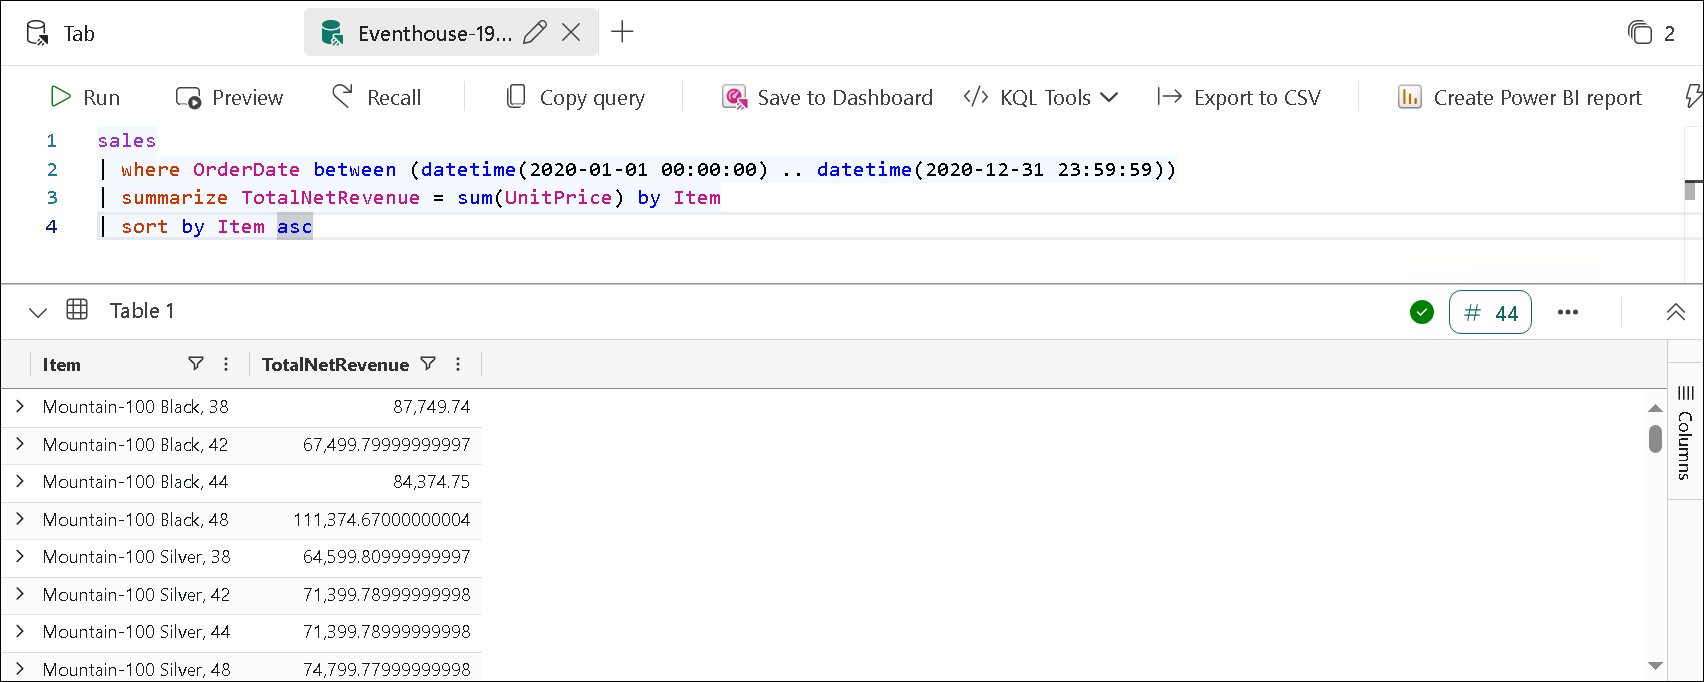 Tab
Eventhouse-19...
2
Run
Preview
Recall
Copy query
Save to Dashboard
KQL Tools
Export to CSV
Create Power BI report
1 sales
2 | where OrderDate between (datetime(2020-01-01 00:00:00) .. datetime(2020-12-31 23:59:59))
3 | summarize TotalNetRevenue = sum(UnitPrice) by Item
4 | sort by Item asc
Table 1
# 44
Item TotalNetRevenue
Mountain-100 Black, 38 87,749.74
Mountain-100 Black, 42 67,499.79999999997
Mountain-100 Black, 44 84,374.75
Mountain-100 Black, 48 111,374.67000000004
Mountain-100 Silver, 38 64,599.80999999997
Mountain-100 Silver, 42 71,399.78999999998
Mountain-100 Silver, 44 71,399.78999999998
Mountain-100 Silver, 48 74,799.77999999998
Columns